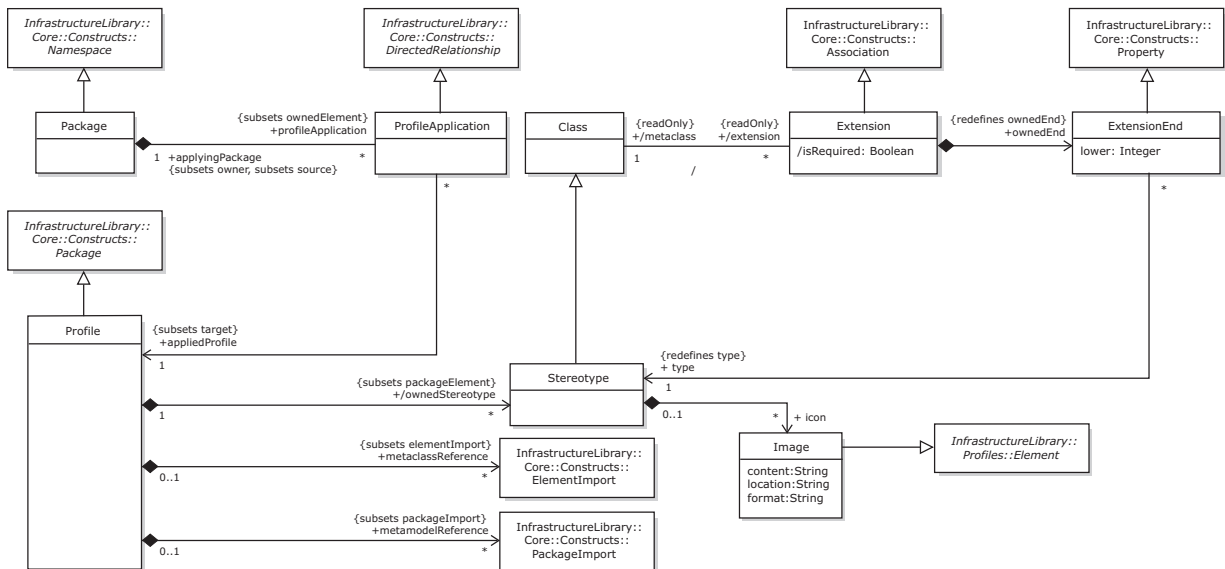 InfrastructureLibrary::
Core::Constructs::
Namespace
InfrastructureLibrary::
Core::Constructs::
DirectedRelationship
InfrastructureLibrary::
Core::Constructs::
Association
InfrastructureLibrary::
Core::Constructs::
Property
Package
{subsets ownedElement}
+profileApplication
1
+applyingPackage
{subsets owner, subsets source}
*
ProfileApplication
*
Class
{readOnly}
+/metaclass
1
/
{readOnly}
+/extension
*
Extension
/isRequired: Boolean
{redefines ownedEnd}
+ownedEnd
ExtensionEnd
lower: Integer
*
InfrastructureLibrary::
Core::Constructs::
Package
Profile
{subsets target}
+appliedProfile
1
{subsets packageElement}
+/ownedStereotype
1
*
Stereotype
{redefines type}
+ type
1
0..1
*
+ icon
Image
content:String
location:String
format:String
InfrastructureLibrary::
Profiles::Element
{subsets elementImport}
+metaclassReference
0..1
*
InfrastructureLibrary::
Core::Constructs::
ElementImport
{subsets packageImport}
+metamodelReference
0..1
*
InfrastructureLibrary::
Core::Constructs::
PackageImport